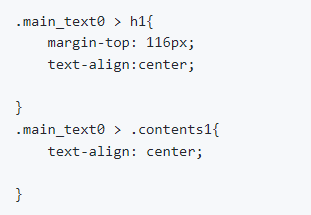 .main_text0 > h1{
    margin-top: 116px;
    text-align:center;

}
.main_text0 > .contents1{
    text-align: center;

}